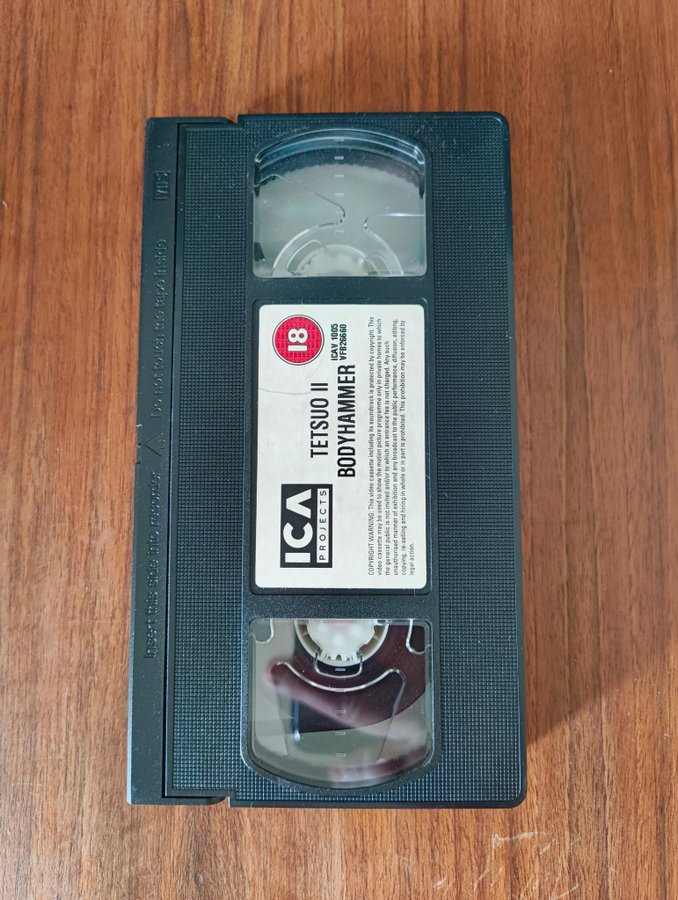 VHS
Insert this side into recorder △ Do not touch the tape inside
ICA
PROJECTS
TETSUO II
BODYHAMMER
18
ICAV 1005
VFB26660
COPYRIGHT WARNING: This video cassette including its soundtrack is protected by copyright. This
video cassette may be used to show the motion picture programme only in private homes to which
the general public is not invited and/or to which an entrance fee is not charged. Any such
unauthorised manner of exhibition and any broadcast to the public performance, diffusion, editing,
copying, re-selling and hiring in whole or in part is prohibited. This prohibition may be enforced by
legal action.